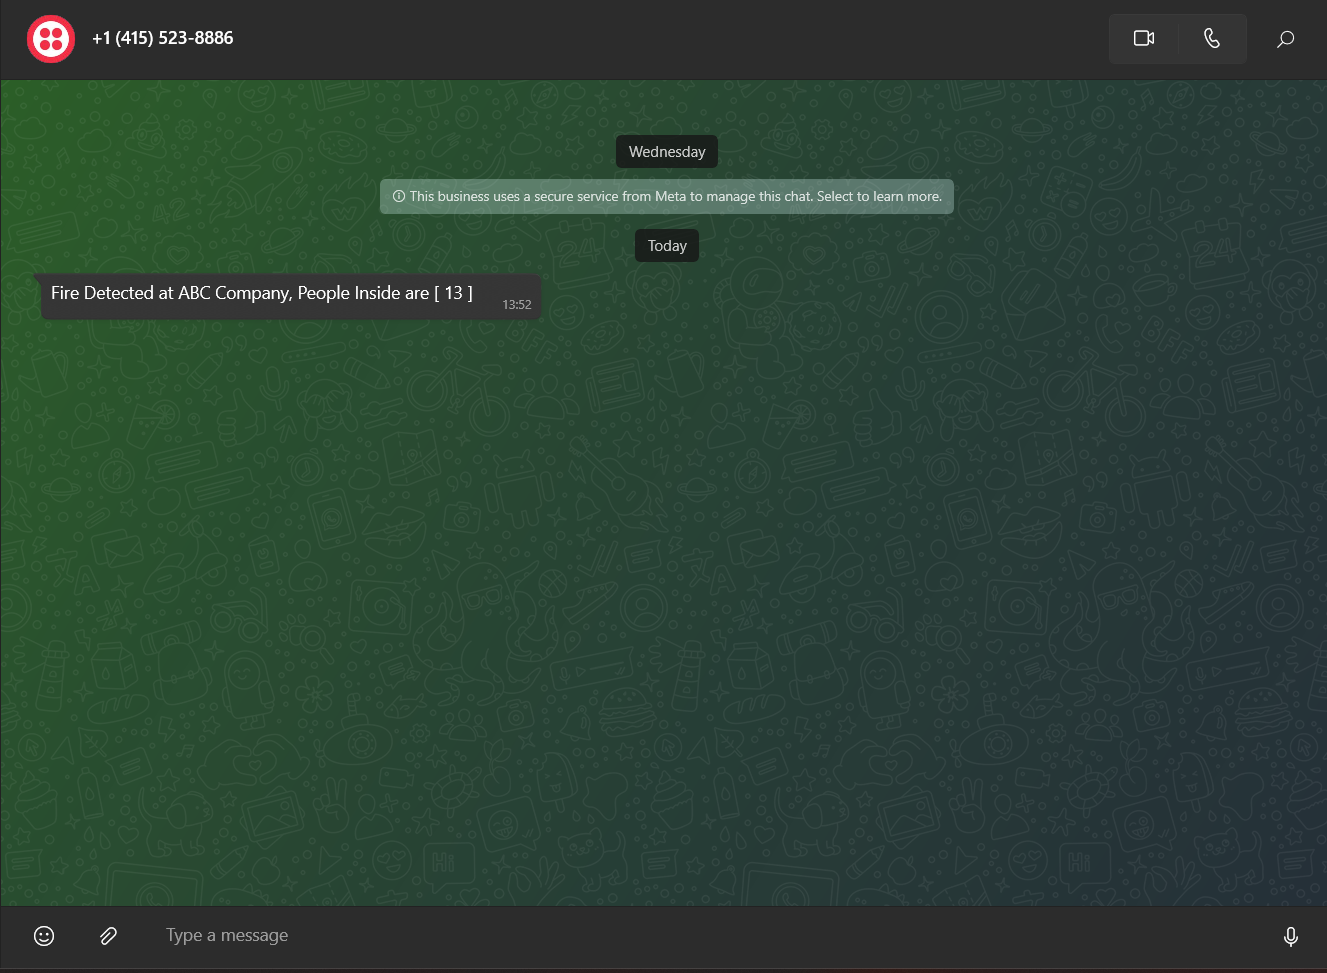 +1 (415) 523-8886
Wednesday
This business uses a secure service from Meta to manage this chat. Select to learn more.
Today
Fire Detected at ABC Company, People Inside are [ 13 ]
13:52
Type a message